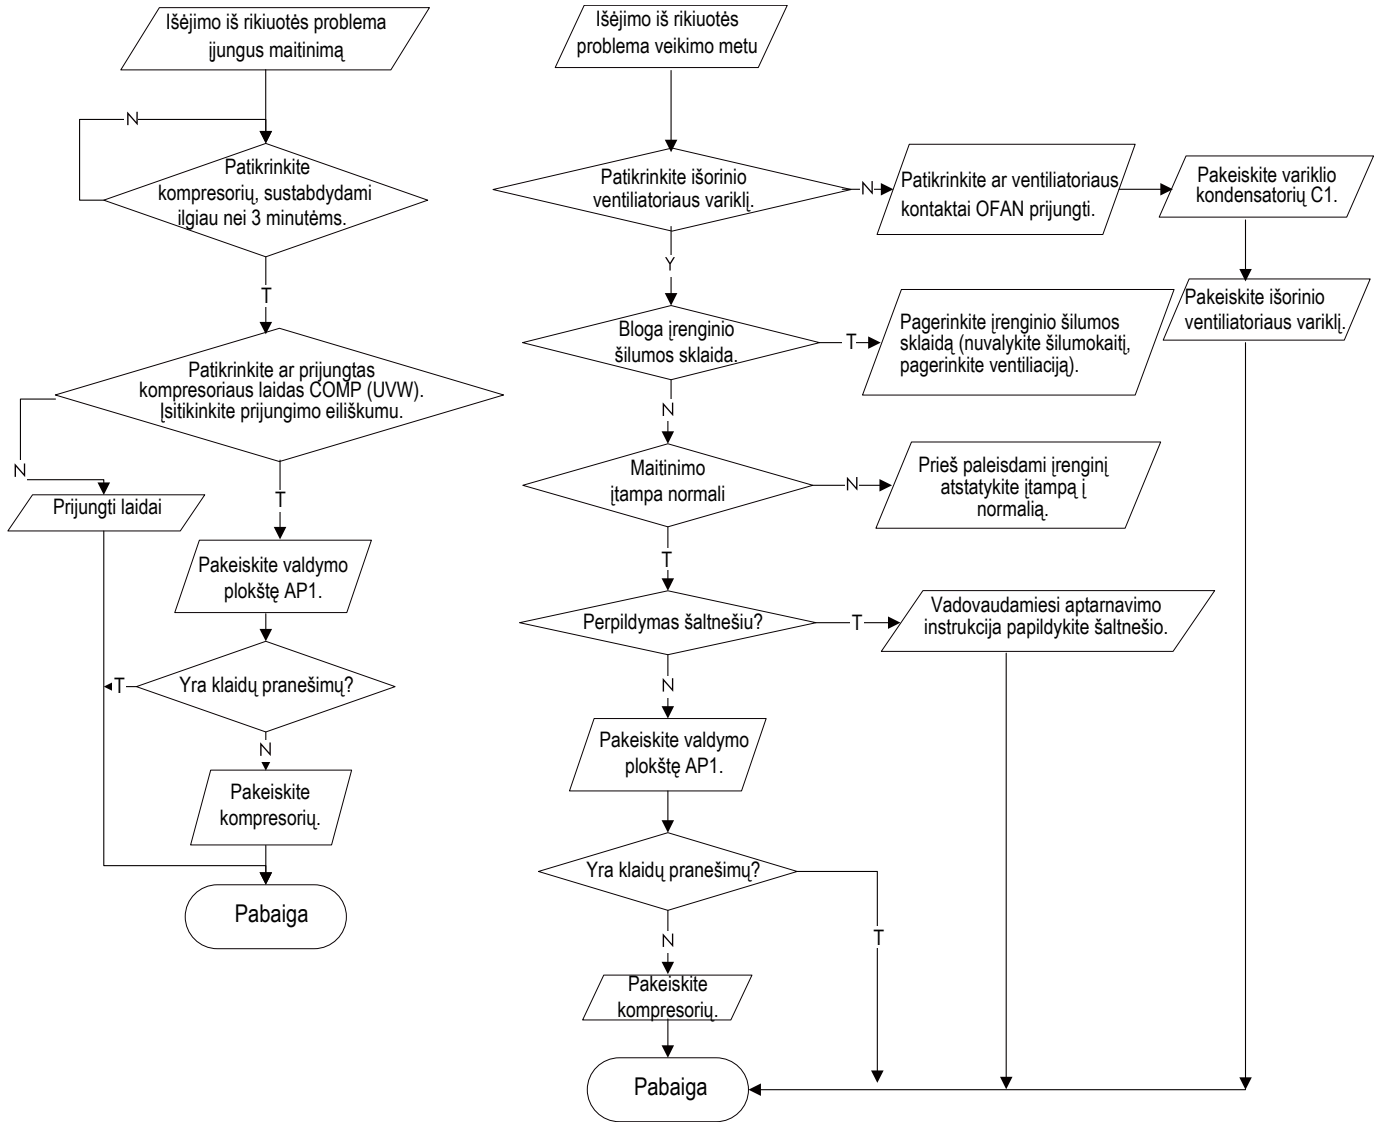 Išėjimo iš rikiuotės problema
įjungus maitinimą
N
Patikrinkite
kompresorių, sustabdydami
ilgiau nei 3 minutėms.
T
Patikrinkite ar prijungtas
kompresoriaus laidas COMP (UVW).
Įsitikinkite prijungimo eiliškumu.
N
Prijungti laidai
T
Pakeiskite valdymo
plokštę AP1.
Yra klaidų pranešimų?
T
N
Pakeiskite
kompresorių.
Pabaiga
Išėjimo iš rikiuotės
problema veikimo metu
Patikrinkite išorinio
ventiliatoriaus variklį.
N
Patikrinkite ar ventiliatoriaus
kontaktai OFAN prijungti.
Pakeiskite variklio
kondensatorių C1.
Pakeiskite išorinio
ventiliatoriaus variklį.
Y
Bloga įrenginio
šilumos sklaida.
T
Pagerinkite įrenginio šilumos
sklaidą (nuvalykite šilumokaitį,
pagerinkite ventiliaciją).
N
Maitinimo
įtampa normali
N
Prieš paleisdami įrenginį
atstatykite įtampą į
normalią.
T
Perpildymas šaltnešiu?
T
Vadovaudamiesi aptarnavimo
instrukcija papildykite šaltnešio.
N
Pakeiskite valdymo
plokštę AP1.
Yra klaidų pranešimų?
T
N
Pakeiskite
kompresorių.
Pabaiga